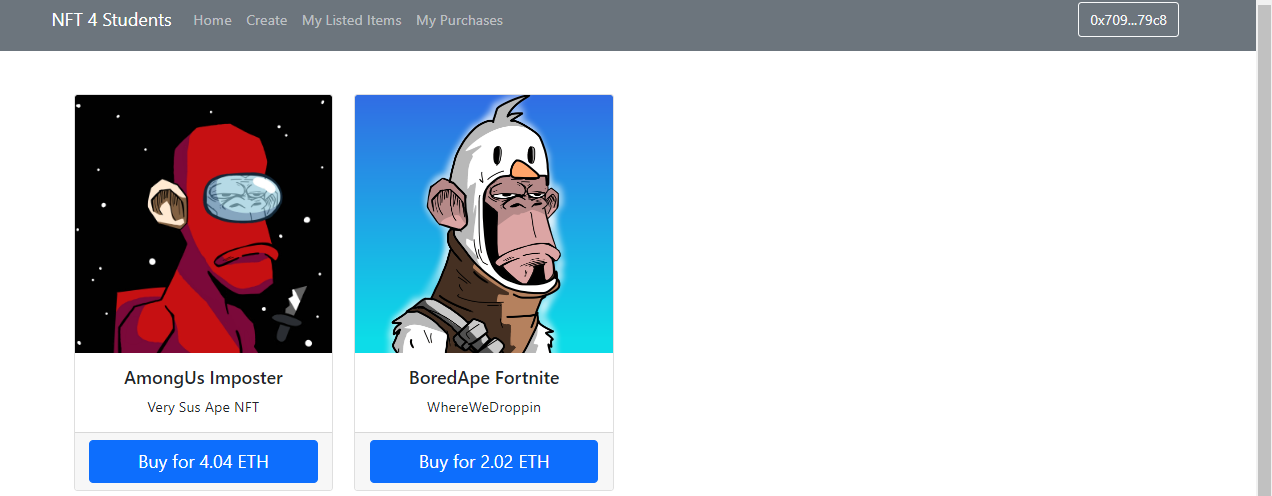 NFT 4 Students Home Create My Listed Items My Purchases 0x709...79c8
AmongUs Imposter
Very Sus Ape NFT
Buy for 4.04 ETH
BoredApe Fortnite
WhereWeDroppin
Buy for 2.02 ETH